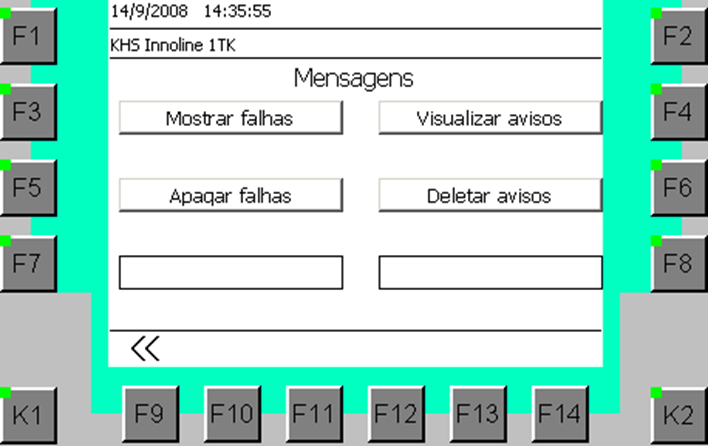 14/9/2008 14:35:55
F1
F2
KHS Innoline 1TK
Mensagens
F3
Mostrar falhas
Visualizar avisos
F4
F5
Apagar falhas
Deletar avisos
F6
F7
F8
<<
K1
F9
F10
F11
F12
F13
F14
K2